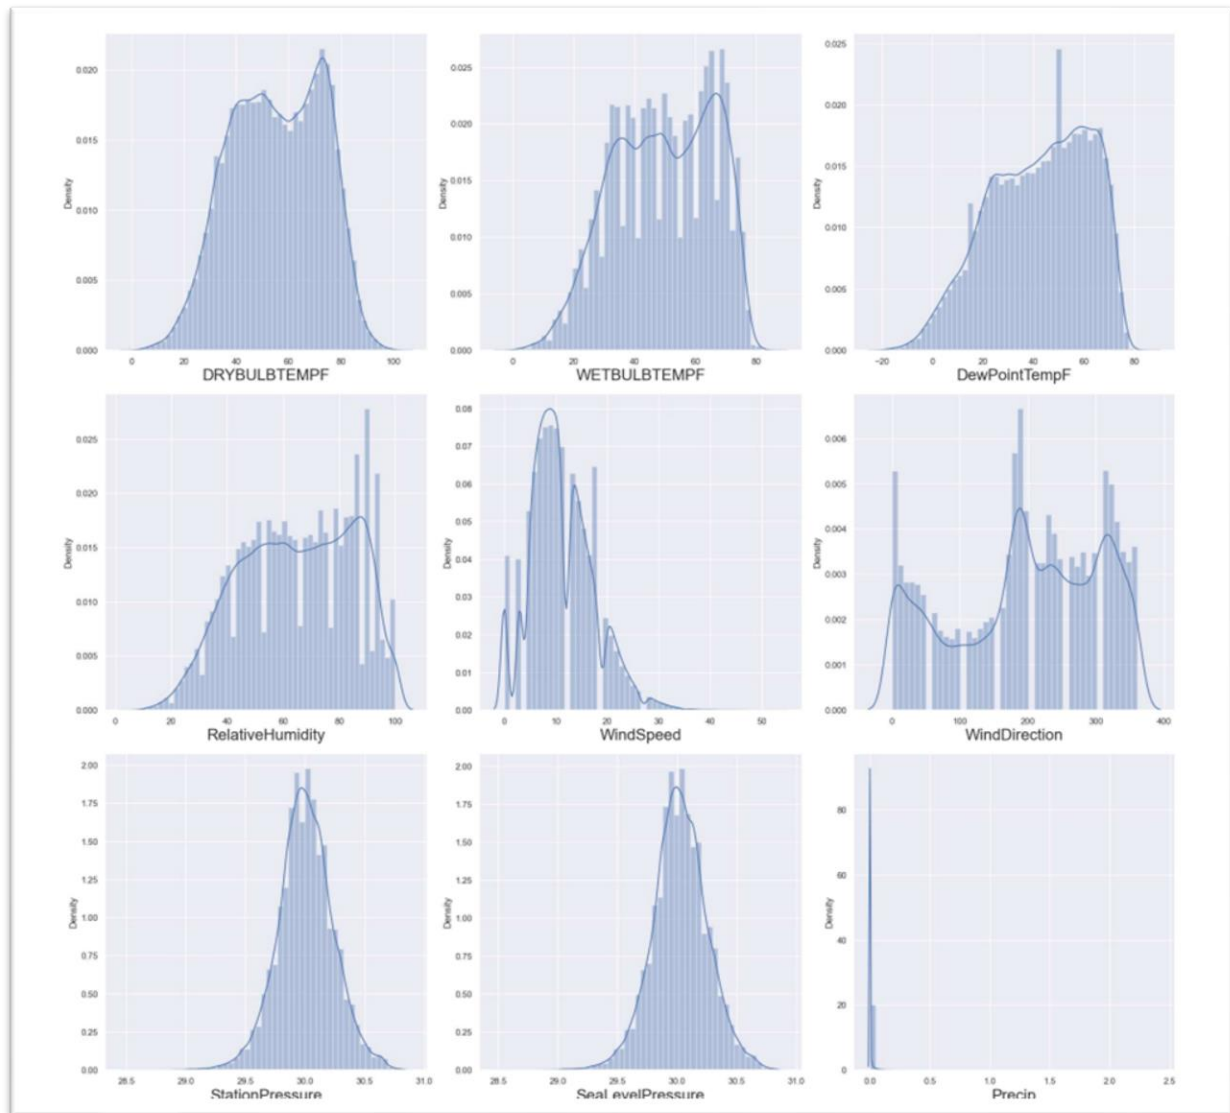 0.020
0.015
0.010
0.005
0.000
Density
0 20 40 60 80 100
DRYBULBTEMPF
0.025
0.020
0.015
0.010
0.005
0.000
Density
0 20 40 60 80
WETBULBTEMPF
0.025
0.020
0.015
0.010
0.005
0.000
Density
−20 0 20 40 60 80
DewPointTempF
0.025
0.020
0.015
0.010
0.005
0.000
Density
0 20 40 60 80 100
RelativeHumidity
0.08
0.07
0.06
0.05
0.04
0.03
0.02
0.01
0.00
Density
0 10 20 30 40 50
WindSpeed
0.006
0.005
0.004
0.003
0.002
0.001
0.000
Density
0 100 200 300 400
WindDirection
2.00
1.75
1.50
1.25
1.00
0.75
0.50
0.25
0.00
Density
28.5 29.0 29.5 30.0 30.5 31.0
StationPressure
2.00
1.75
1.50
1.25
1.00
0.75
0.50
0.25
0.00
Density
28.5 29.0 29.5 30.0 30.5 31.0
SeaLevelPressure
80
60
40
20
0
Density
0.0 0.5 1.0 1.5 2.0 2.5
Precip